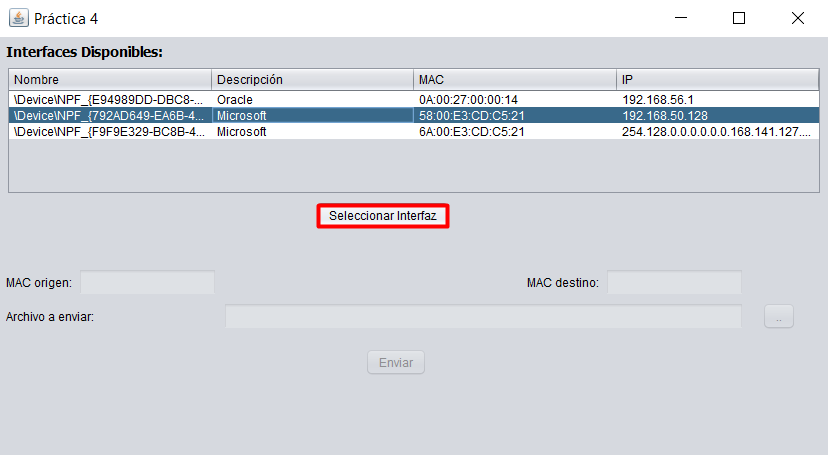 Práctica 4
Interfaces Disponibles:
Nombre Descripción MAC IP
\Device\NPF_{E94989DD-DBC8-... Oracle 0A:00:27:00:00:14 192.168.56.1
\Device\NPF_{792AD649-EA6B-4... Microsoft 58:00:E3:CD:C5:21 192.168.50.128
\Device\NPF_{F9F9E329-BC8B-4... Microsoft 6A:00:E3:CD:C5:21 254.128.0.0.0.0.0.0.168.141.127....
Seleccionar Interfaz
MAC origen: MAC destino:
Archivo a enviar: ..
Enviar